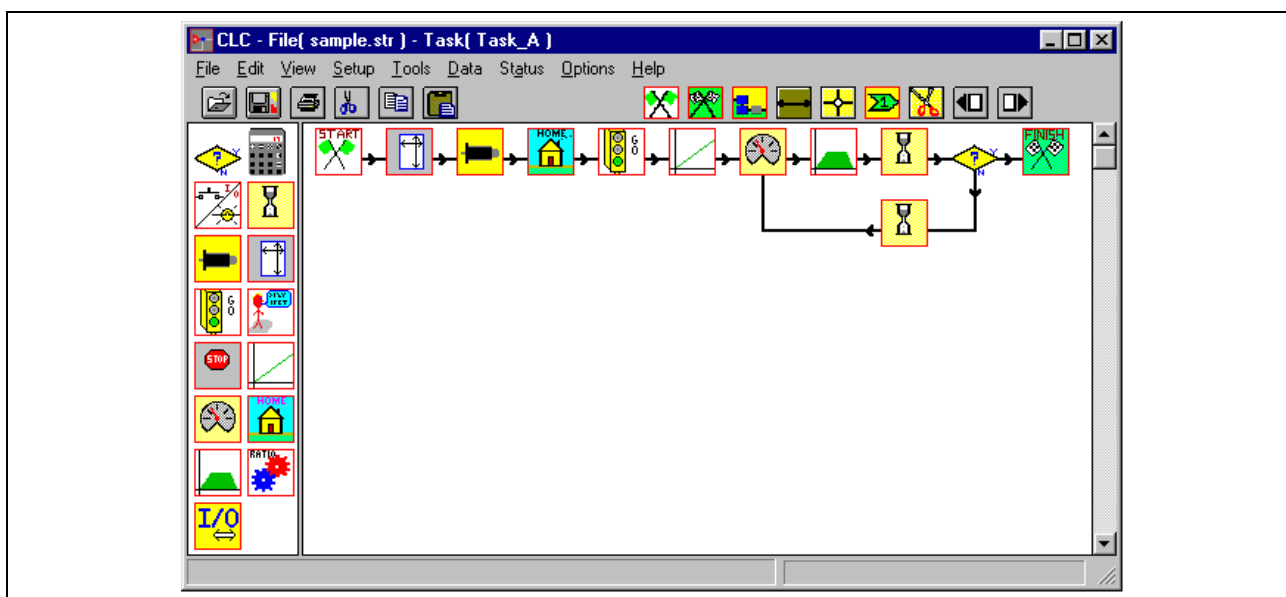 CLC - File( sample.str ) - Task( Task_A )
File Edit View Setup Tools Data Status Options Help
1
START
HOME
G
O
?
Y
N
FINISH
? Y
N
I
O
G
O
STOP
HOME
RATIO
I/O